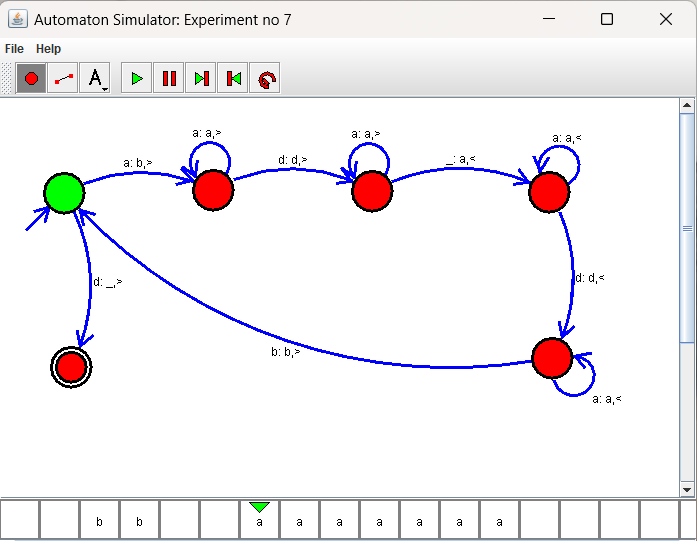 Automaton Simulator: Experiment no 7
File Help
A
a: a,> a: a,> a: a,<
a: b,> d: d,> _: a,<
d: _,> d: d,<
b: b,>
a: a,<
b b a a a a a a a